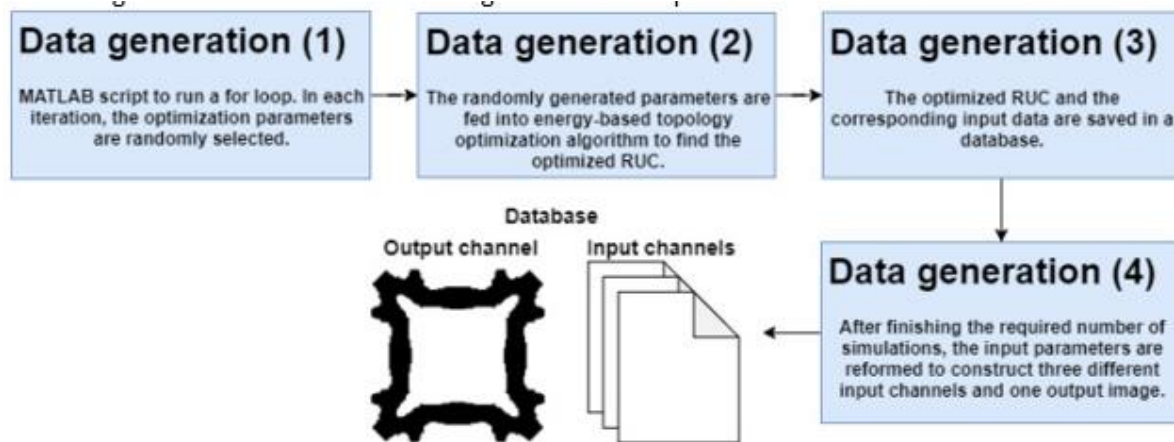 Data generation (1)
MATLAB script to run a for loop. In each
iteration, the optimization parameters
are randomly selected.
Data generation (2)
The randomly generated parameters are
fed into energy-based topology
optimization algorithm to find the
optimized RUC.
Data generation (3)
The optimized RUC and the
corresponding input data are saved in a
database.
Database
Output channel
Input channels
Data generation (4)
After finishing the required number of
simulations, the input parameters are
reformed to construct three different
input channels and one output image.